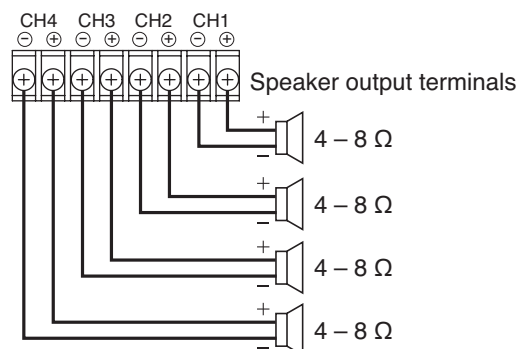 CH4 CH3 CH2 CH1
⊖ ⊕ ⊖ ⊕ ⊖ ⊕ ⊖ ⊕
Speaker output terminals
+
4 – 8 Ω
–
+
4 – 8 Ω
–
+
4 – 8 Ω
–
+
4 – 8 Ω
–